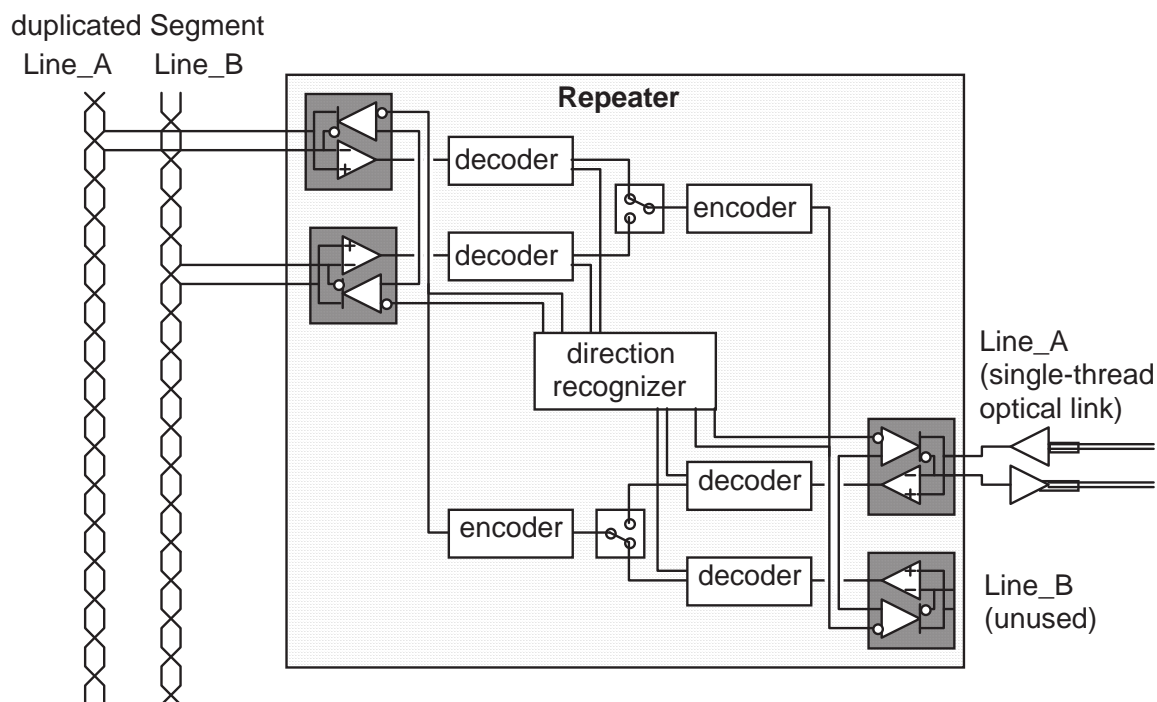 duplicated Segment
Line_A Line_B
Repeater
decoder
encoder
decoder
direction
recognizer
Line_A
(single-thread
optical link)
decoder
encoder
decoder
Line_B
(unused)